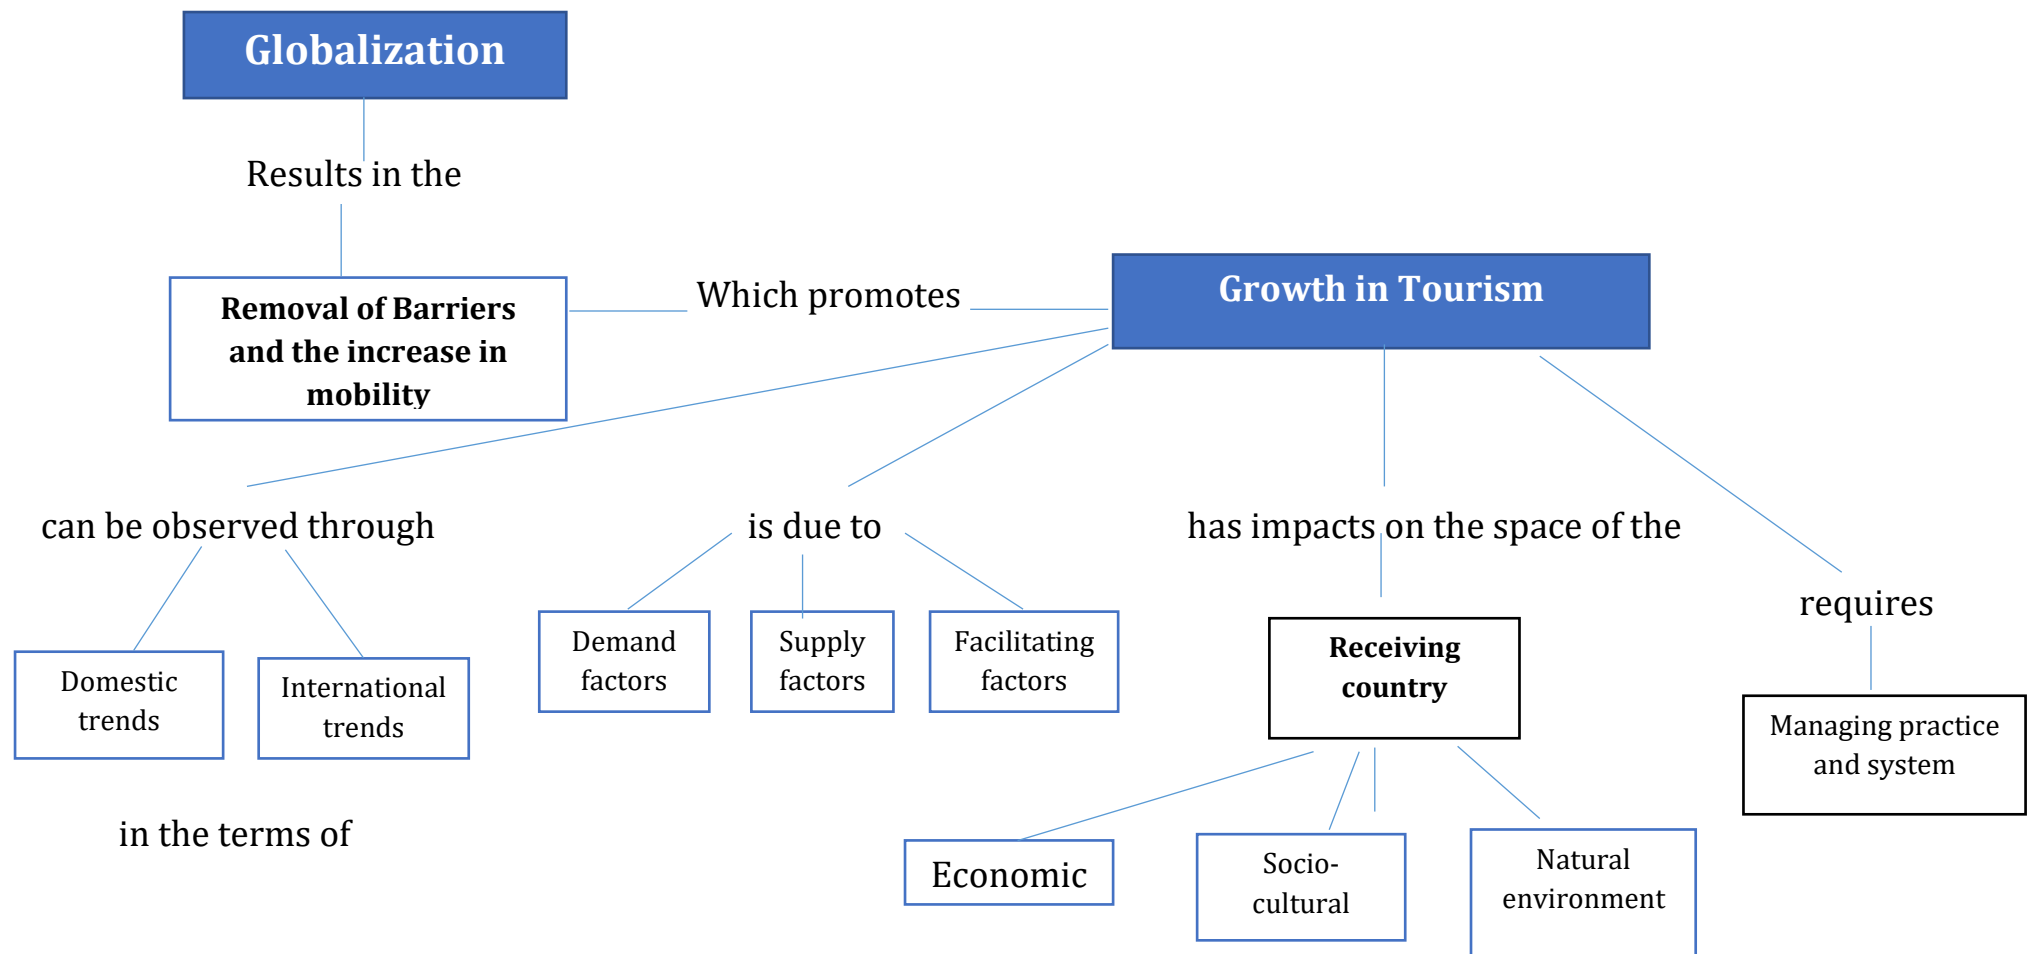 Globalization
Results in the
Removal of Barriers
and the increase in
mobility
Which promotes
Growth in Tourism
can be observed through
is due to
has impacts on the space of the
requires
Domestic
trends
International
trends
Demand
factors
Supply
factors
Facilitating
factors
Receiving
country
Managing practice
and system
in the terms of
Economic
Socio-
cultural
Natural
environment